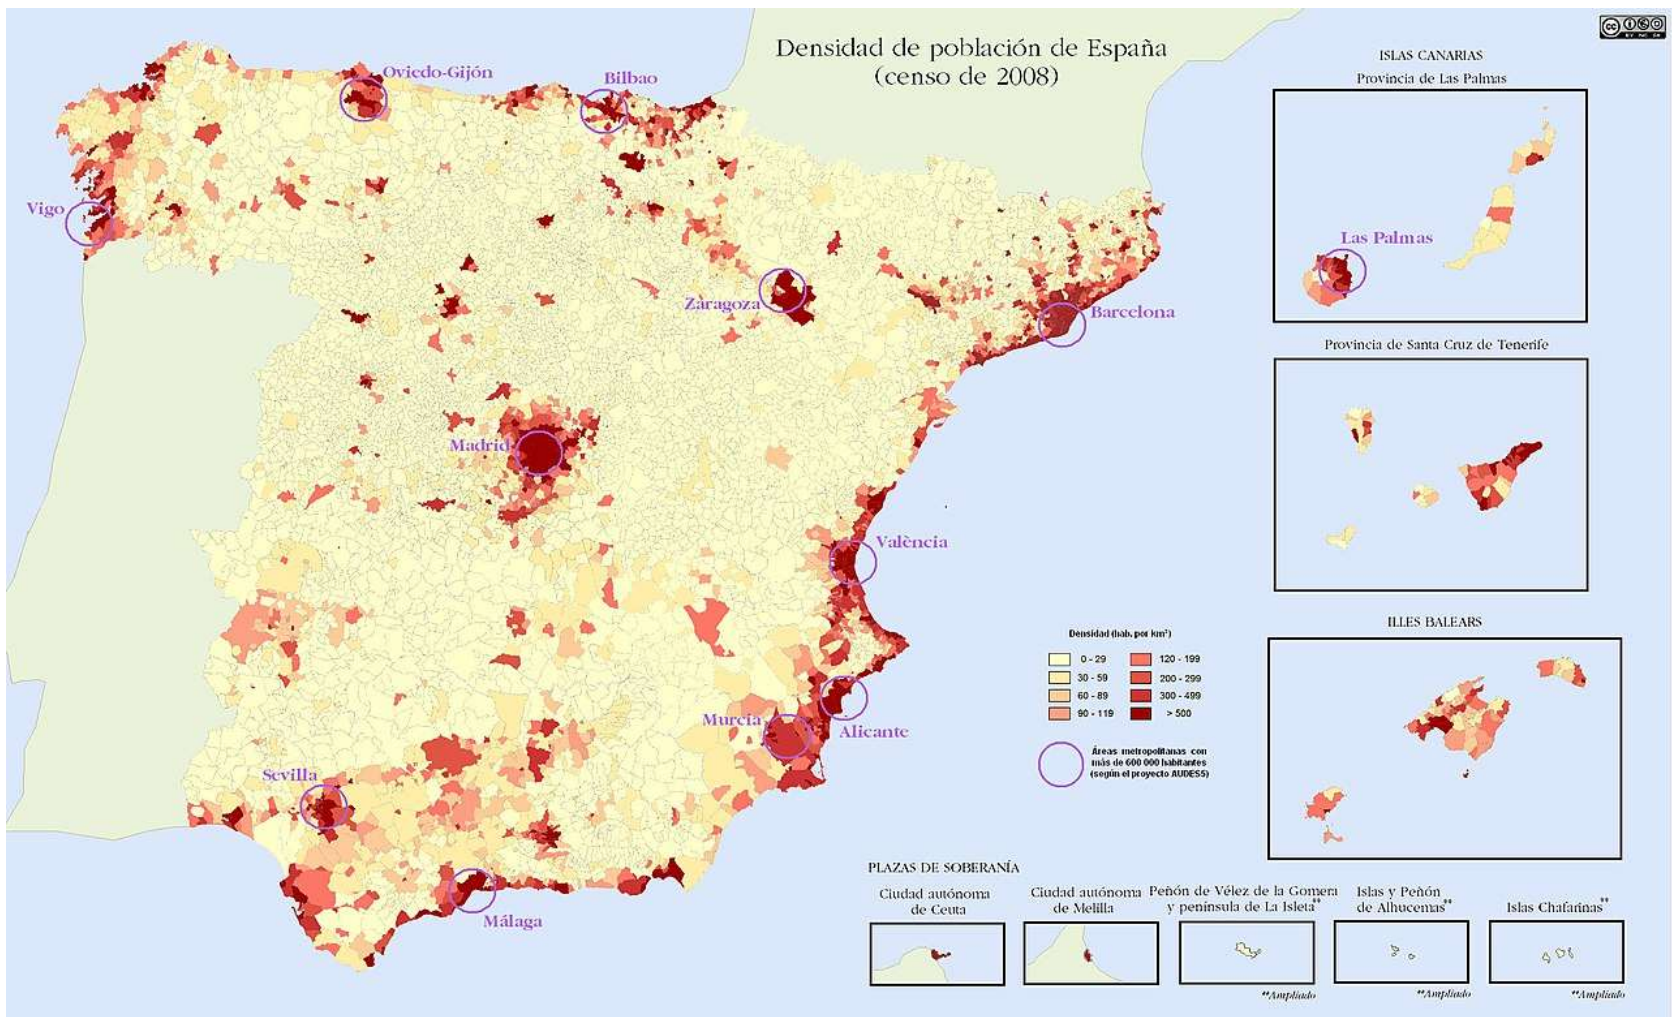 Densidad de población de España
(censo de 2008)
Oviedo-Gijón
Bilbao
Vigo
Zaragoza
Barcelona
Madrid
València
Murcia
Alicante
Sevilla
Málaga
ISLAS CANARIAS
Provincia de Las Palmas
Las Palmas
Provincia de Santa Cruz de Tenerife
ILLES BALEARS
Densidad (hab. por km²)
0 - 29
30 - 59
60 - 89
90 - 119
120 - 199
200 - 299
300 - 499
> 500
Áreas metropolitanas con
más de 600 000 habitantes
(según el proyecto AUDES5)
PLAZAS DE SOBERANÍA
Ciudad autónoma
de Ceuta
Ciudad autónoma
de Melilla
Peñón de Vélez de la Gomera
y península de La Isleta**
**Ampliado
Islas y Peñón
de Alhucemas**
**Ampliado
Islas Chafarinas**
**Ampliado
cc
BY NC SA